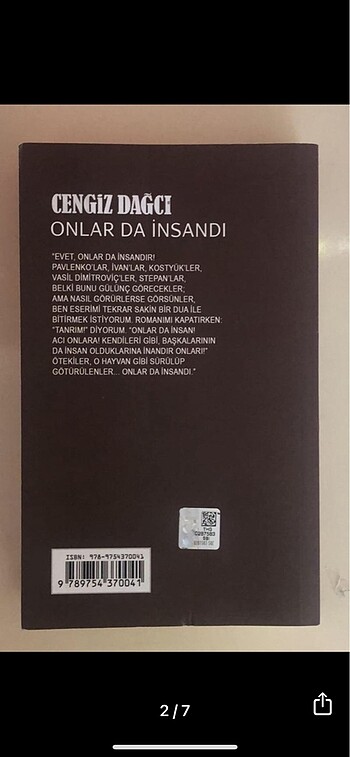 CENGİZ DAĞCI
ONLAR DA İNSANDI
"EVET, ONLAR DA İNSANDIR!
PAVLENKO'LAR, İVAN'LAR, KOSTYÜK'LER,
VASİL DİMİTROVİÇ'LER, STEPAN'LAR,
BELKİ BUNU GÜLÜNÇ GÖRECEKLER;
AMA NASIL GÖRÜRLERSE GÖRSÜNLER,
BEN ESERİMİ TEKRAR SAKİN BİR DUA İLE
BİTİRMEK İSTİYORUM. ROMANIMI KAPATIRKEN:
"TANRIM!" DİYORUM. "ONLAR DA İNSAN!
ACI ONLARA! KENDİLERİ GİBİ, BAŞKALARININ
DA İNSAN OLDUKLARINA İNANDIR ONLARI!"
ÖTEKİLER, O HAYVAN GİBİ SÜRÜLÜP
GÖTÜRÜLENLER... ONLAR DA İNSANDI."
ISBN: 978-9754370041
9 789754 370041
2/7